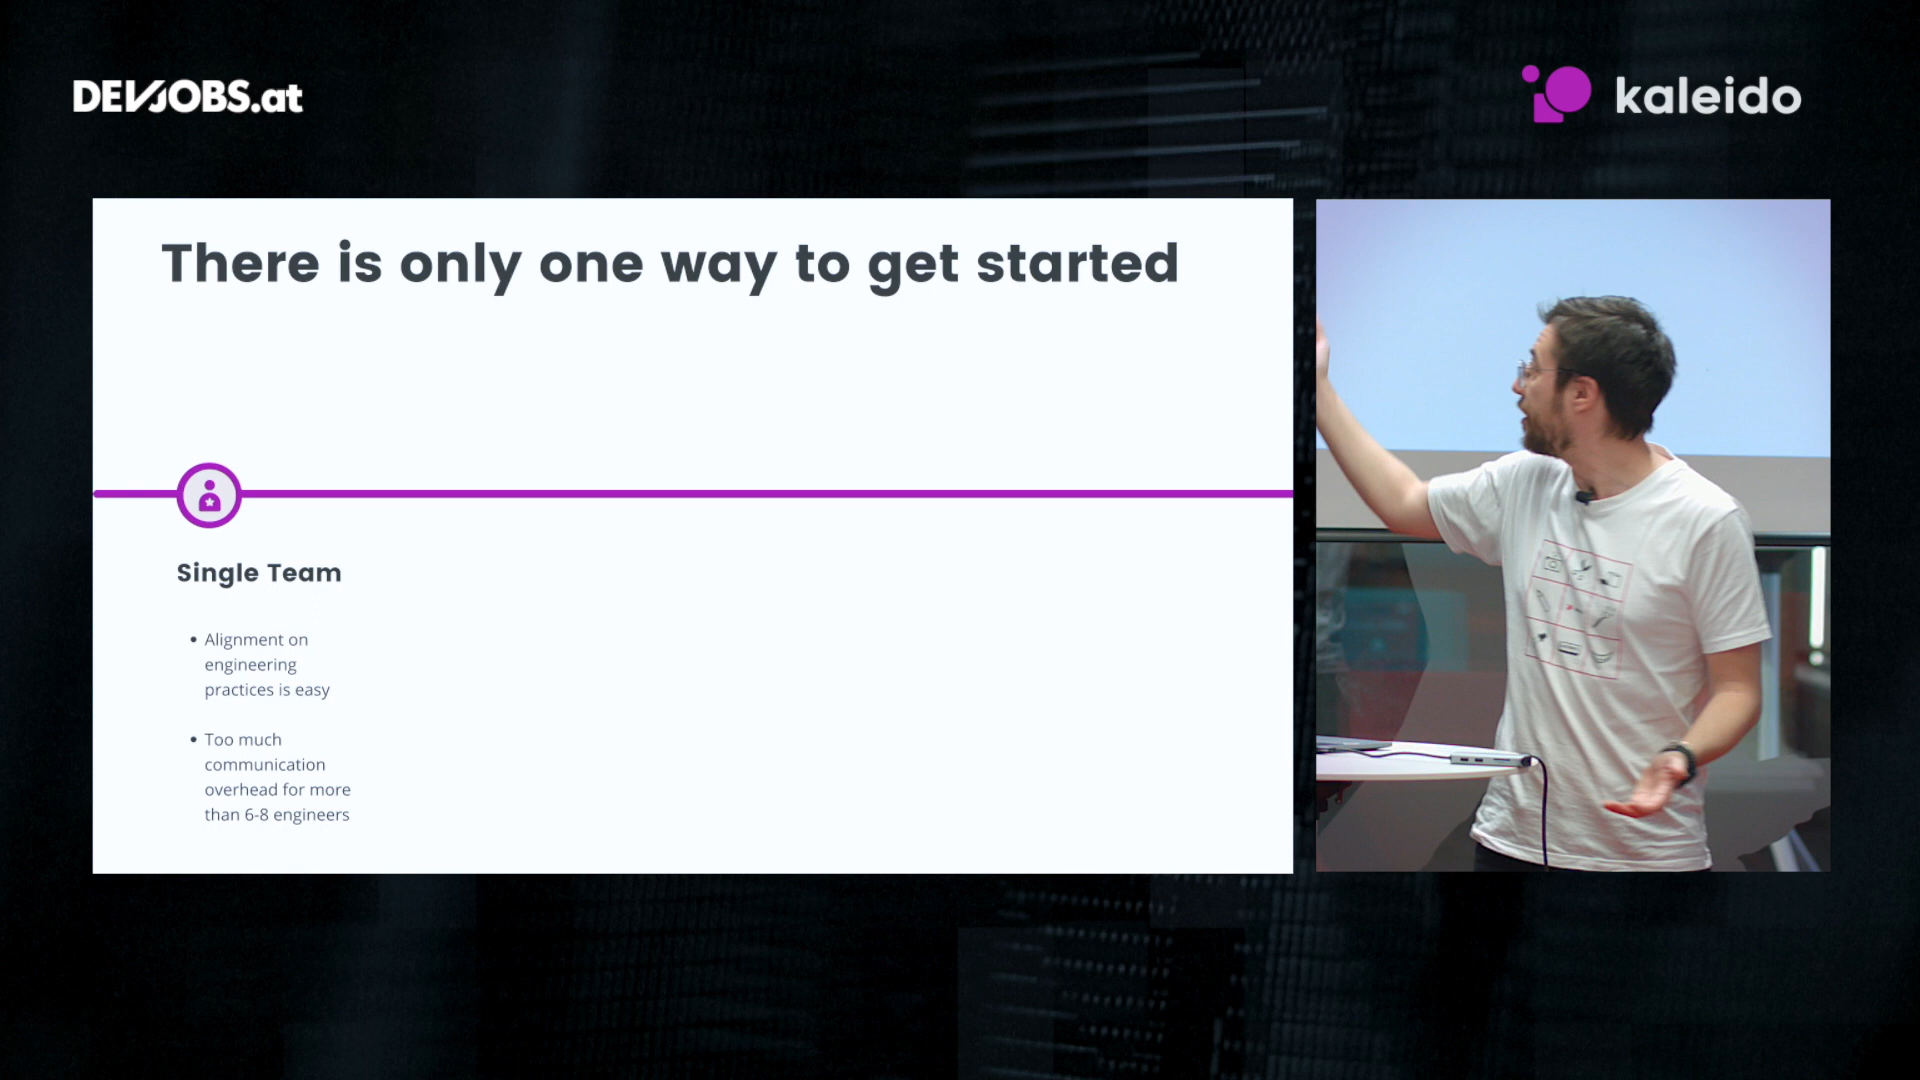 DEVJOBS.at
kaleido
There is only one way to get started
Single Team
• Alignment on
engineering
practices is easy
• Too much
communication
overhead for more
than 6-8 engineers